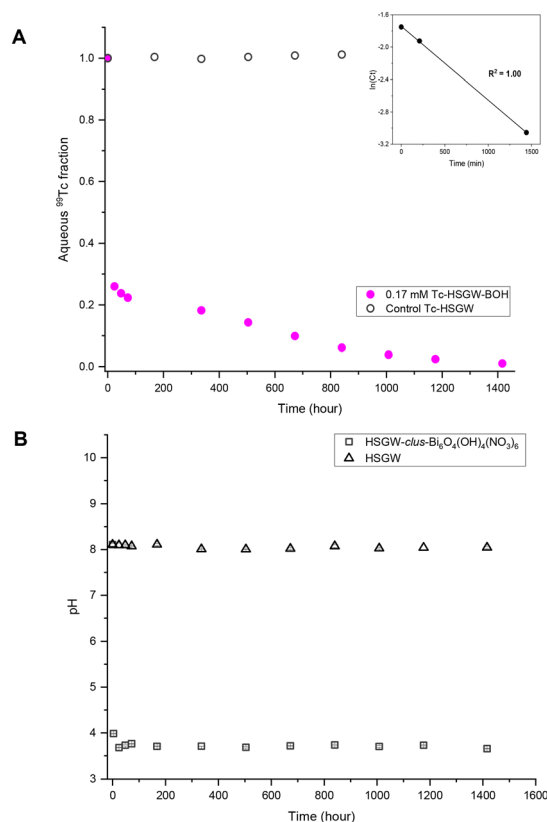 A
1.0
0.8
0.6
0.4
0.2
0.0
Aqueous ⁹⁹Tc fraction
0 200 400 600 800 1000 1200 1400
Time (hour)
0.17 mM Tc-HSGW-BOH
Control Tc-HSGW
-1.6
-2.0
-2.4
-2.8
-3.2
ln(Ct)
R² = 1.00
0 500 1000 1500
Time (min)
B
10
9
8
7
6
5
4
3
pH
HSGW-clus-Bi₆O₄(OH)₄(NO₃)₆
HSGW
0 200 400 600 800 1000 1200 1400 1600
Time (hour)